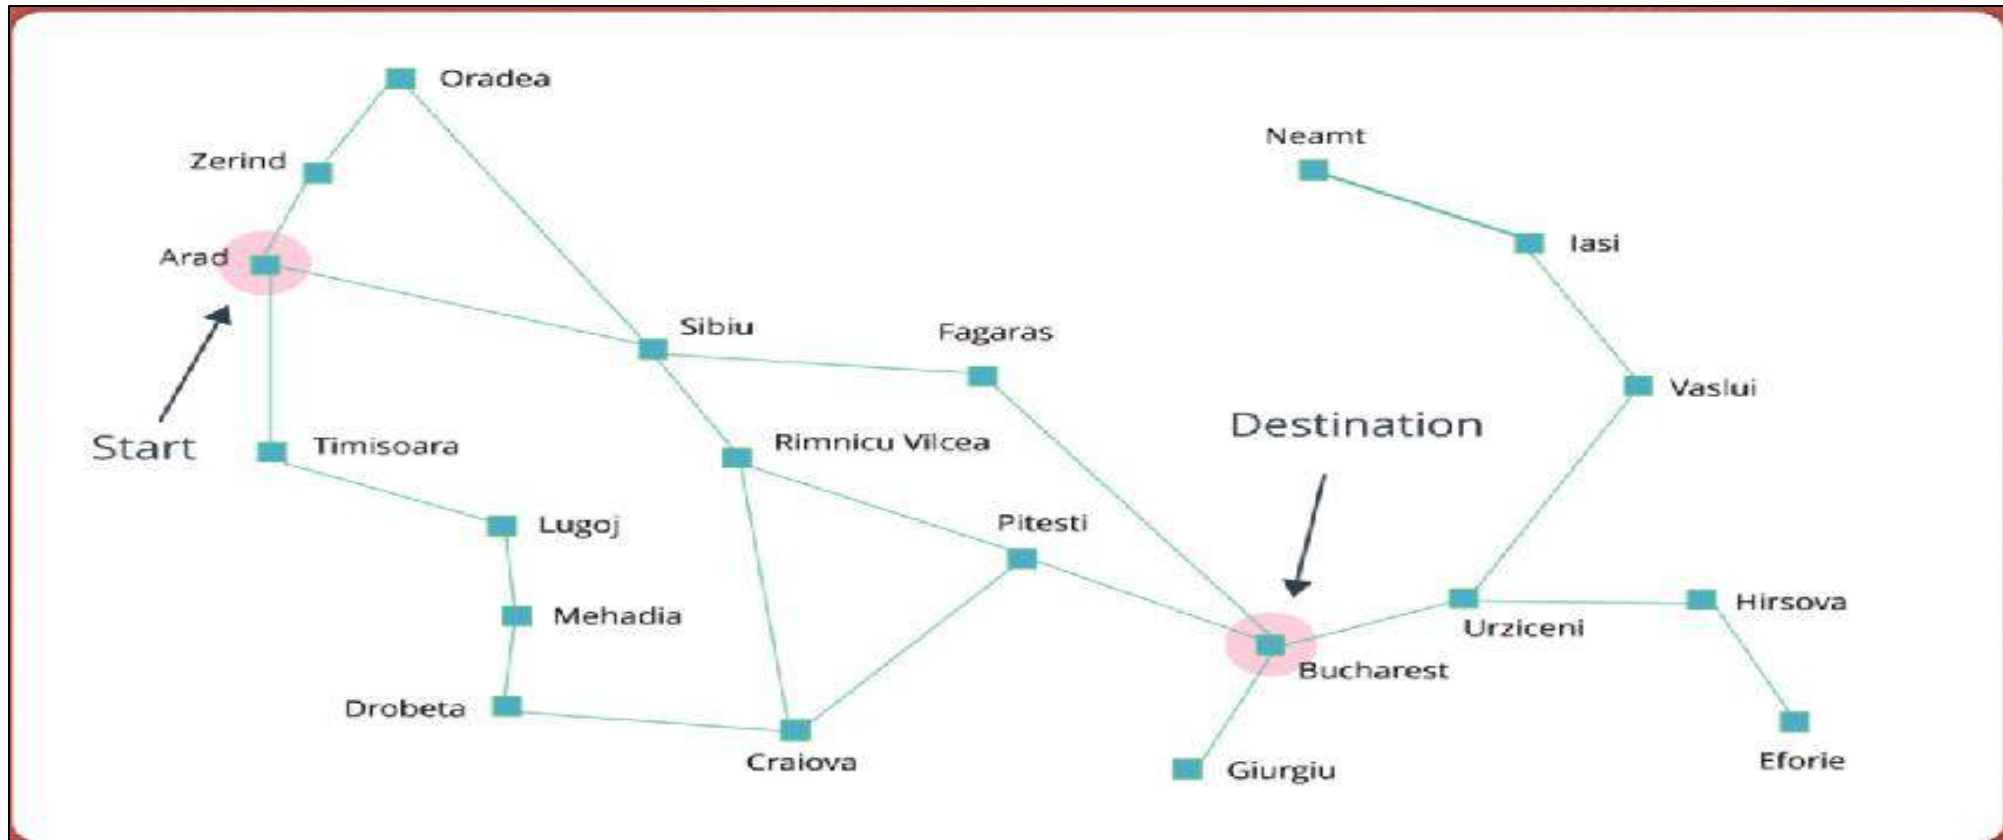 Oradea
Neamt
Zerind
Iasi
Arad
Sibiu
Fagaras
Vaslui
Destination
Start
Timisoara
Rimnicu Vilcea
Lugoj
Pitesti
Mehadia
Hirsova
Urziceni
Bucharest
Drobeta
Craiova
Giurgiu
Eforie